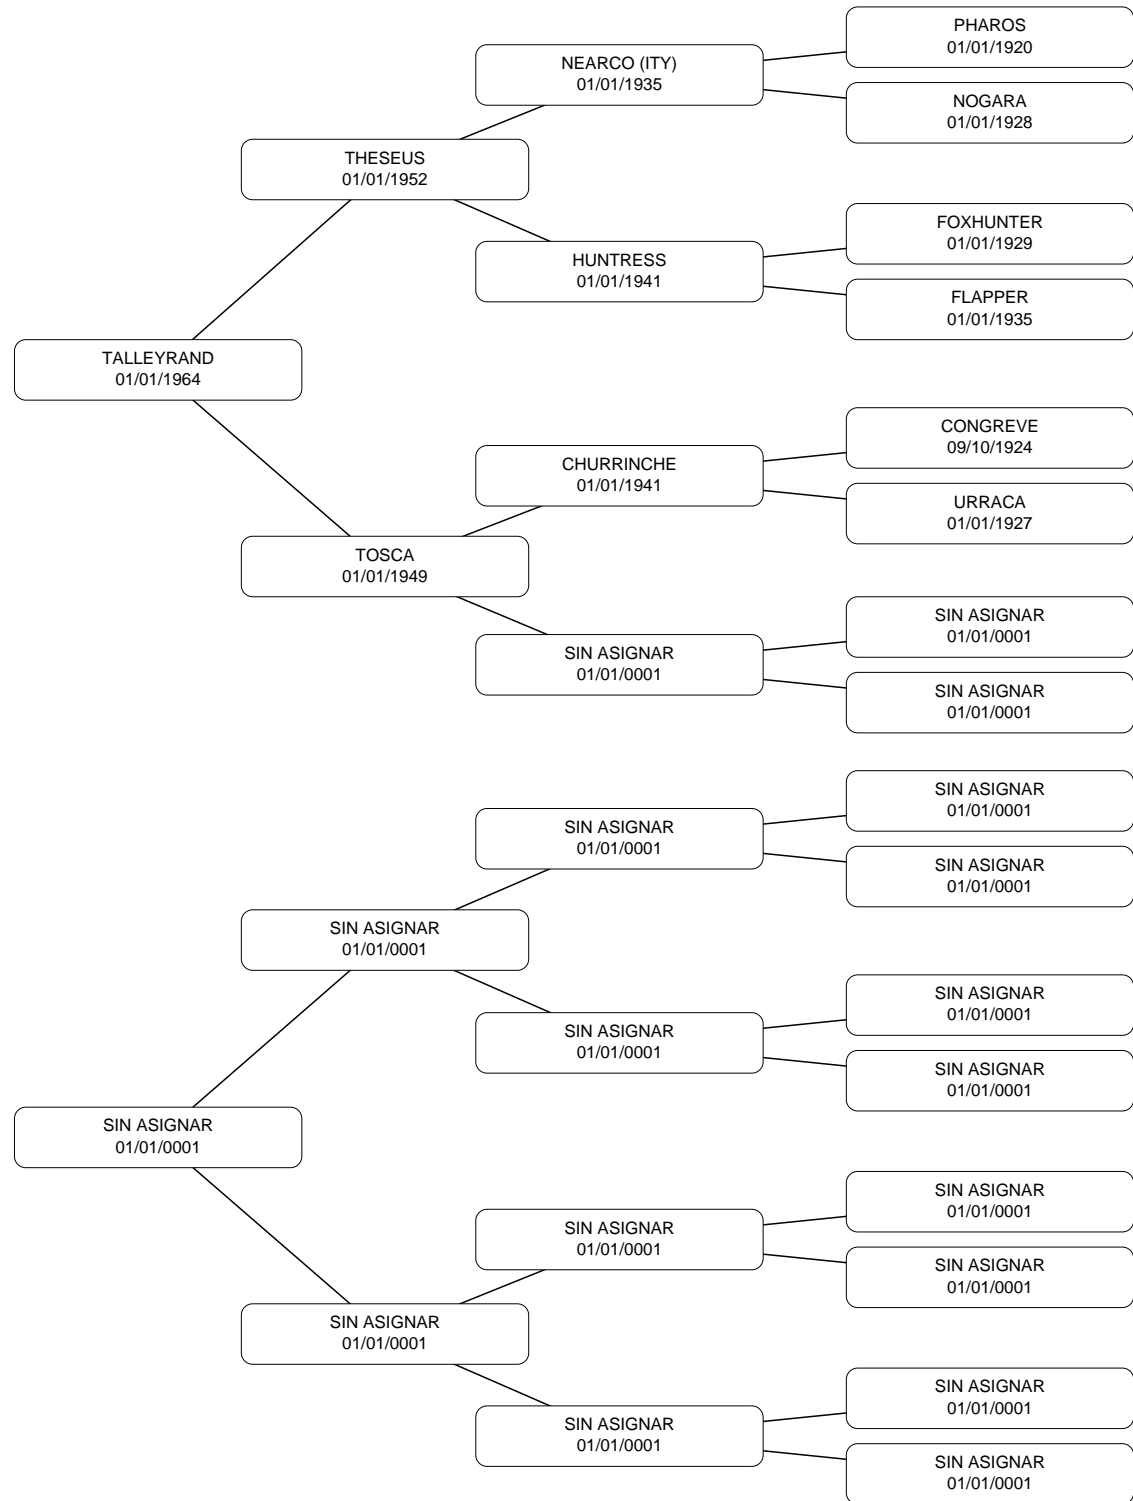 PHAROS
01/01/1920
NEARCO (ITY)
01/01/1935
NOGARA
01/01/1928
THESEUS
01/01/1952
FOXHUNTER
01/01/1929
HUNTRESS
01/01/1941
FLAPPER
01/01/1935
TALLEYRAND
01/01/1964
CONGREVE
09/10/1924
CHURRINCHE
01/01/1941
URRACA
01/01/1927
TOSCA
01/01/1949
SIN ASIGNAR
01/01/0001
SIN ASIGNAR
01/01/0001
SIN ASIGNAR
01/01/0001
SIN ASIGNAR
01/01/0001
SIN ASIGNAR
01/01/0001
SIN ASIGNAR
01/01/0001
SIN ASIGNAR
01/01/0001
SIN ASIGNAR
01/01/0001
SIN ASIGNAR
01/01/0001
SIN ASIGNAR
01/01/0001
SIN ASIGNAR
01/01/0001
SIN ASIGNAR
01/01/0001
SIN ASIGNAR
01/01/0001
SIN ASIGNAR
01/01/0001
SIN ASIGNAR
01/01/0001
SIN ASIGNAR
01/01/0001
SIN ASIGNAR
01/01/0001
SIN ASIGNAR
01/01/0001